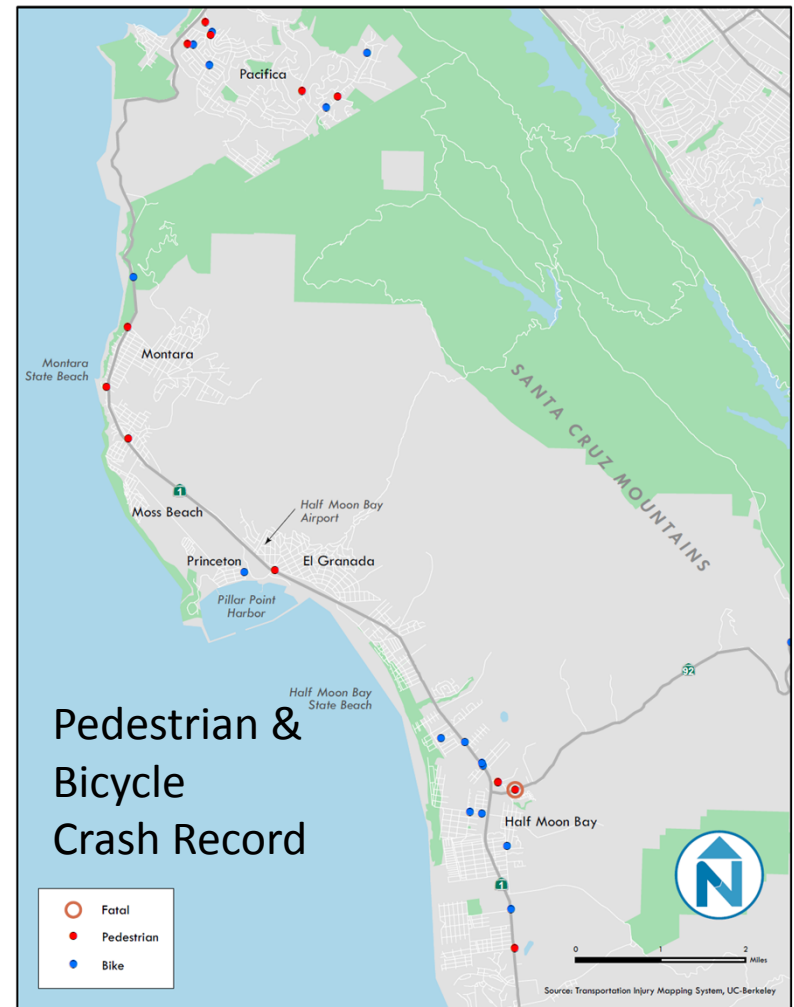 Pacifica
Montara
State Beach
Montara
SANTA CRUZ MOUNTAINS
1
Moss Beach
Half Moon Bay
Airport
Princeton
El Granada
Pillar Point
Harbor
92
Half Moon Bay
State Beach
Pedestrian &
Bicycle
Crash Record
Half Moon Bay
1
N
Fatal
Pedestrian
Bike
0 1 2
Miles
Source: Transportation Injury Mapping System, UC-Berkeley